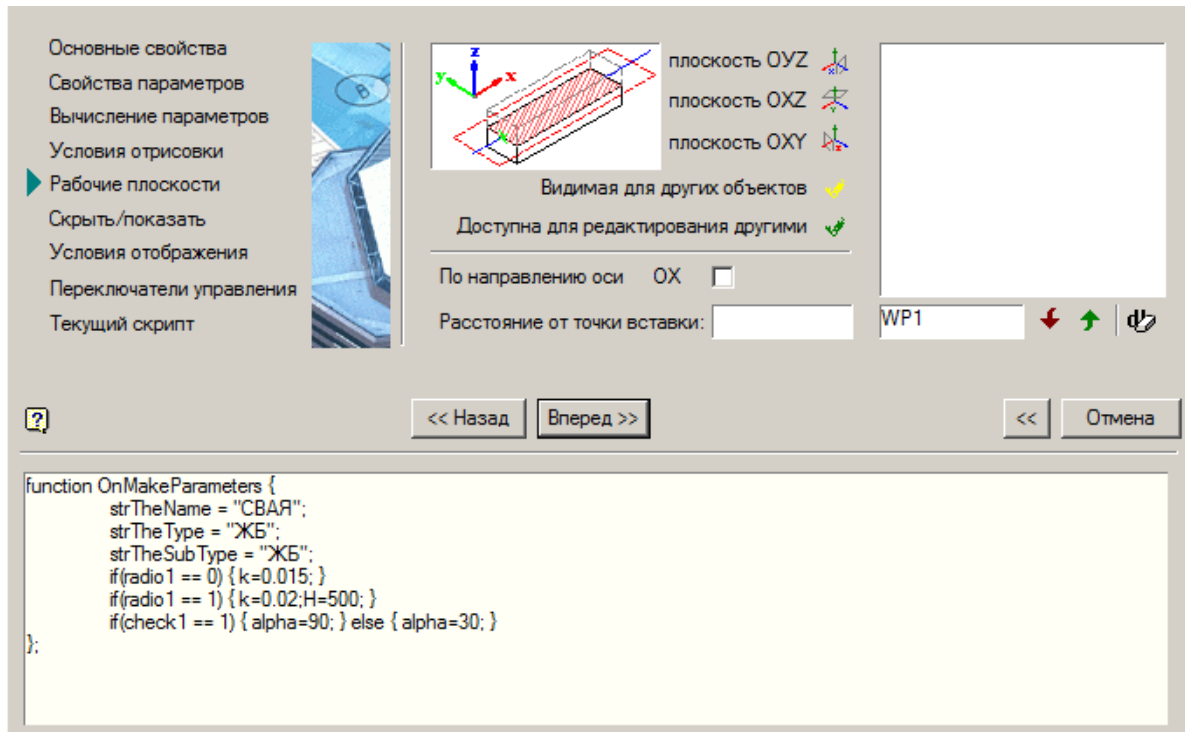 Основные свойства
Свойства параметров
Вычисление параметров
Условия отрисовки
Рабочие плоскости
Скрыть/показать
Условия отображения
Переключатели управления
Текущий скрипт
B
z
y
x
плоскость ОУZ
плоскость OXZ
плоскость OXY
Видимая для других объектов
Доступна для редактирования другими
По направлению оси OX
Расстояние от точки вставки:
WP1
?
<< Назад
Вперед >>
<<
Отмена
function OnMakeParameters {
strTheName = "СВАЯ";
strTheType = "ЖБ";
strTheSubType = "ЖБ";
if(radio1 == 0) { k=0.015; }
if(radio1 == 1) { k=0.02;H=500; }
if(check1 == 1) { alpha=90; } else { alpha=30; }
};